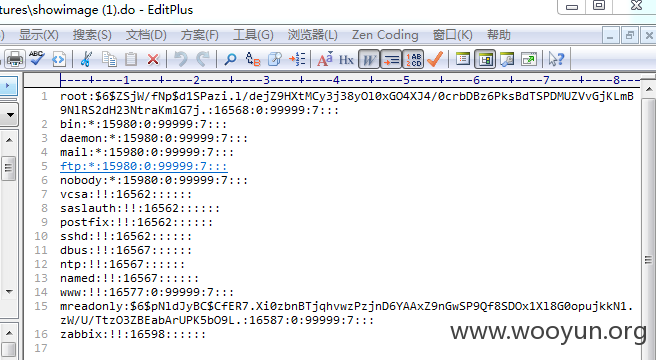 tures\showimage (1).do - EditPlus
显示(X) 搜索(S) 文档(D) 方案(P) 工具(G) 浏览器(L) Zen Coding 窗口(K) 帮助
----+----1----+----2----+----3----+----4----+----5----+----6----+----7----+----8----
1 root:$6$ZSjW/fNp$d1SPazi.l/dejZ9HXtMCy3j38yOl0xGO4XJ4/0crbDBz6PksBdTSPDMUZVvGjKLmB
9NlRS2dH23NtraKm1G7j.:16568:0:99999:7:::
2 bin:*:15980:0:99999:7:::
3 daemon:*:15980:0:99999:7:::
4 mail:*:15980:0:99999:7:::
5 ftp:*:15980:0:99999:7:::
6 nobody:*:15980:0:99999:7:::
7 vcsa:!!:16562::::::
8 saslauth:!!:16562::::::
9 postfix:!!:16562::::::
10 sshd:!!:16562::::::
11 dbus:!!:16567::::::
12 ntp:!!:16567::::::
13 named:!!:16567::::::
14 www:!!:16577:0:99999:7:::
15 mreadonly:$6$pNldJyBC$CfER7.Xi0zbnBTjqhvwzPzjnD6YAAxZ9nGwSP9Qf8SDOx1Xl8G0opujkkN1.
zW/U/TtzO3ZBEabArUPK5bO9L.:16587:0:99999:7:::
16 zabbix:!!:16598::::::
17
www.wooyun.org